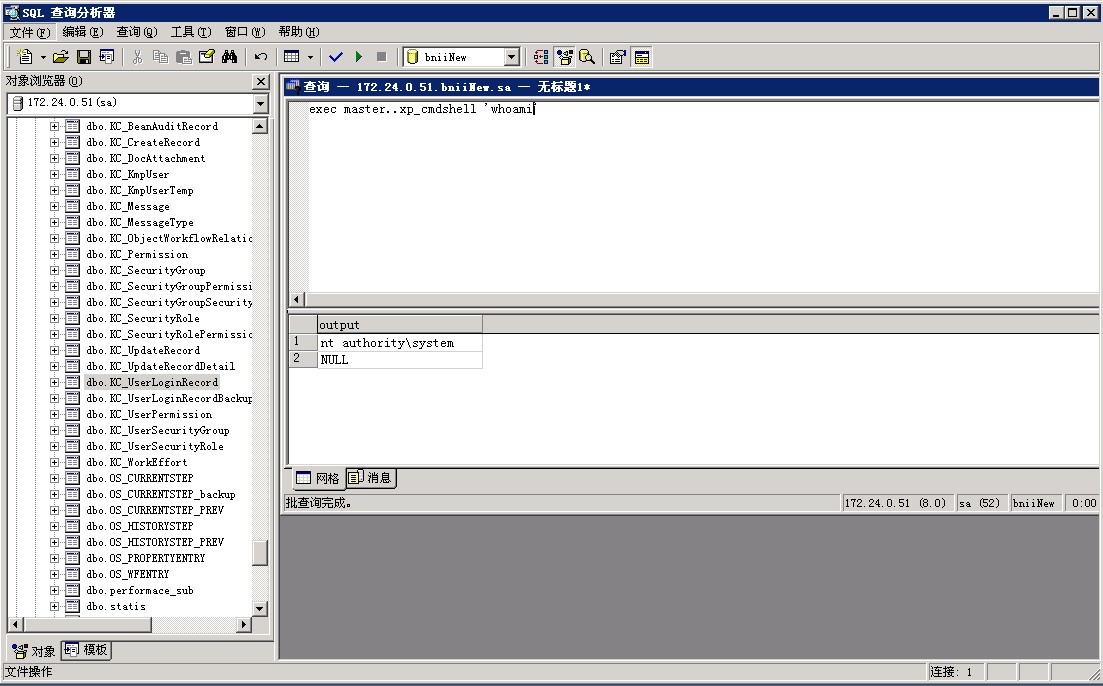 SQL 查询分析器
文件(F) 编辑(E) 查询(Q) 工具(T) 窗口(W) 帮助(H)
bniiNew
对象浏览器(O)
172.24.0.51(sa)
dbo.KC_BeanAuditRecord
dbo.KC_CreateRecord
dbo.KC_DocAttachment
dbo.KC_KmpUser
dbo.KC_KmpUserTemp
dbo.KC_Message
dbo.KC_MessageType
dbo.KC_ObjectWorkflowRelatio
dbo.KC_Permission
dbo.KC_SecurityGroup
dbo.KC_SecurityGroupPermissi
dbo.KC_SecurityGroupSecurity
dbo.KC_SecurityRole
dbo.KC_SecurityRolePermissio
dbo.KC_UpdateRecord
dbo.KC_UpdateRecordDetail
dbo.KC_UserLoginRecord
dbo.KC_UserLoginRecordBackup
dbo.KC_UserPermission
dbo.KC_UserSecurityGroup
dbo.KC_UserSecurityRole
dbo.KC_WorkEffort
dbo.OS_CURRENTSTEP
dbo.OS_CURRENTSTEP_backup
dbo.OS_CURRENTSTEP_PREV
dbo.OS_HISTORYSTEP
dbo.OS_HISTORYSTEP_PREV
dbo.OS_PROPERTYENTRY
dbo.OS_WFENTRY
dbo.performace_sub
dbo.statis
对象 模板
查询 — 172.24.0.51.bniiNew.sa — 无标题1*
exec master..xp_cmdshell 'whoami'
output
1 nt authority\system
2 NULL
网格 消息
批查询完成。 172.24.0.51 (8.0) sa (52) bniiNew 0:00
文件操作 连接: 1